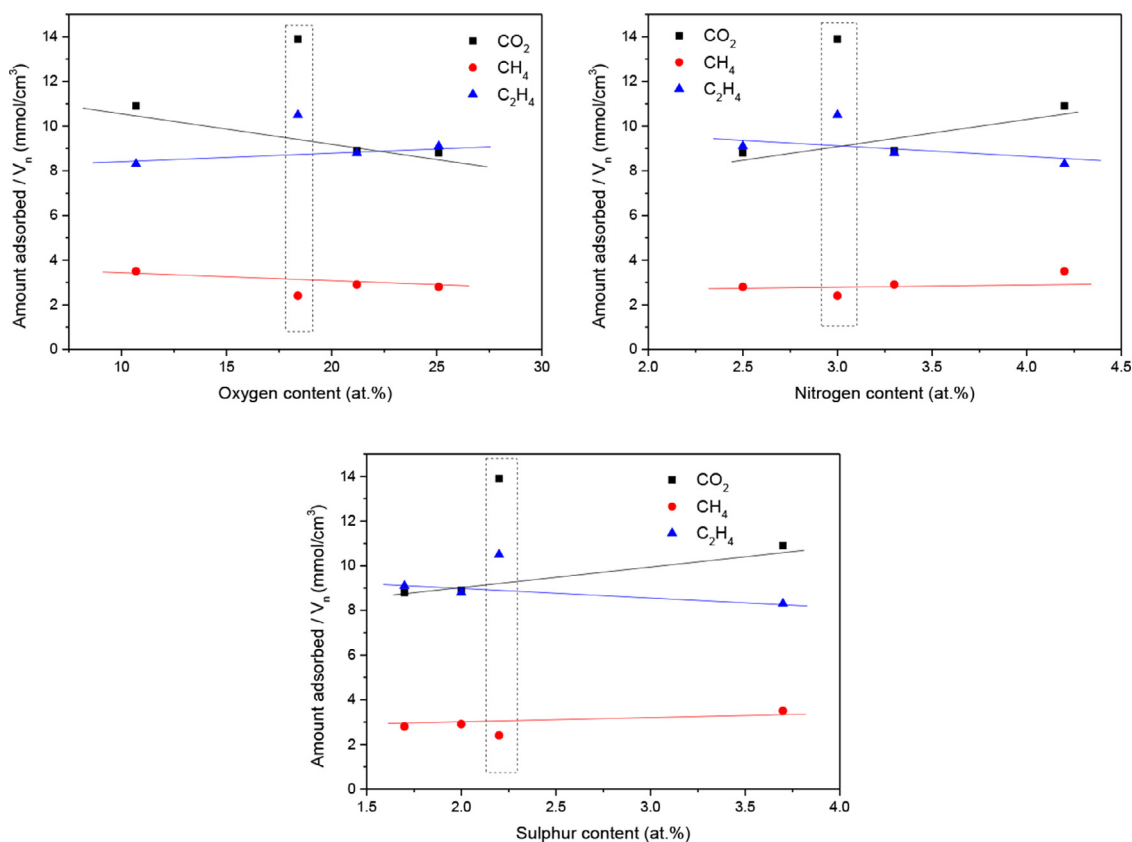 14
12
10
8
6
4
2
0
Amount adsorbed / Vₙ (mmol/cm³)
CO₂
CH₄
C₂H₄
10 15 20 25 30
Oxygen content (at.%)
14
12
10
8
6
4
2
0
Amount adsorbed / Vₙ (mmol/cm³)
CO₂
CH₄
C₂H₄
2.0 2.5 3.0 3.5 4.0 4.5
Nitrogen content (at.%)
14
12
10
8
6
4
2
0
Amount adsorbed / Vₙ (mmol/cm³)
CO₂
CH₄
C₂H₄
1.5 2.0 2.5 3.0 3.5 4.0
Sulphur content (at.%)